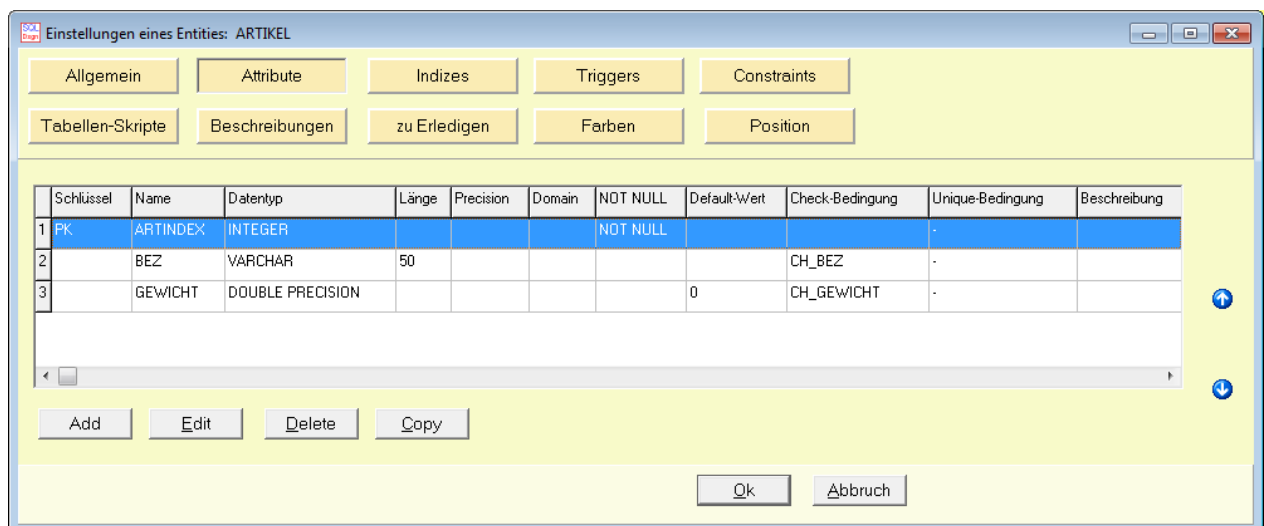 SQL Dsgn Einstellungen eines Entities: ARTIKEL
Allgemein Attribute Indizes Triggers Constraints
Tabellen-Skripte Beschreibungen zu Erledigen Farben Position
Schlüssel Name Datentyp Länge Precision Domain NOT NULL Default-Wert Check-Bedingung Unique-Bedingung Beschreibung
1 PK ARTINDEX INTEGER NOT NULL -
2 BEZ VARCHAR 50 CH_BEZ -
3 GEWICHT DOUBLE PRECISION 0 CH_GEWICHT -
Add Edit Delete Copy
Ok Abbruch